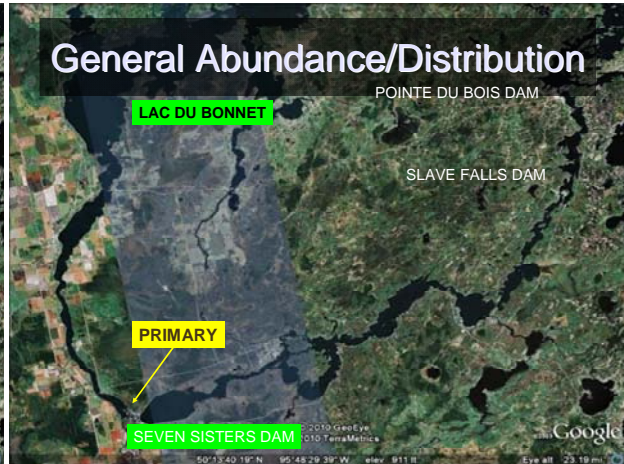 General Abundance/Distribution
POINTE DU BOIS DAM
LAC DU BONNET
SLAVE FALLS DAM
PRIMARY
SEVEN SISTERS DAM
2010 GeoEye
2010 TerraMetrics
Google
50°13'40.19" N 95°48'29.39" W elev 911 ft Eye alt 23.19 mi